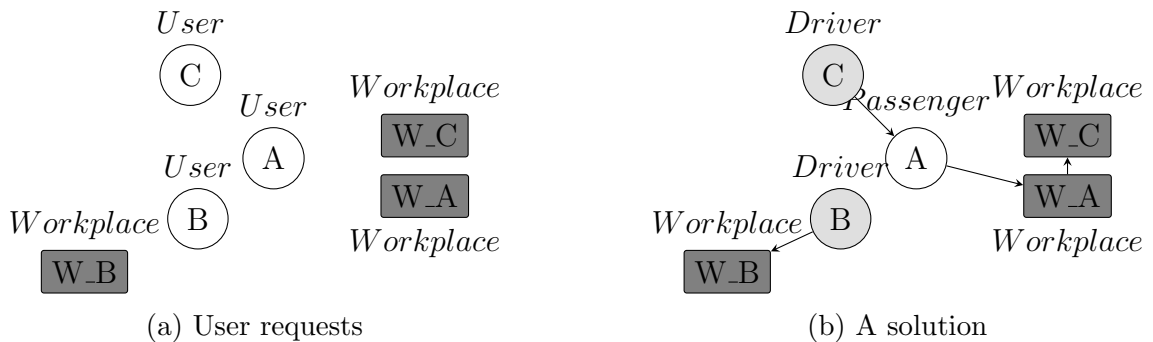 User
C
User
A
Workplace
W_C
User
B
W_A
Workplace
Workplace
W_B
(a) User requests
Driver
C
Passenger
A
Workplace
W_C
Driver
B
W_A
Workplace
Workplace
W_B
(b) A solution